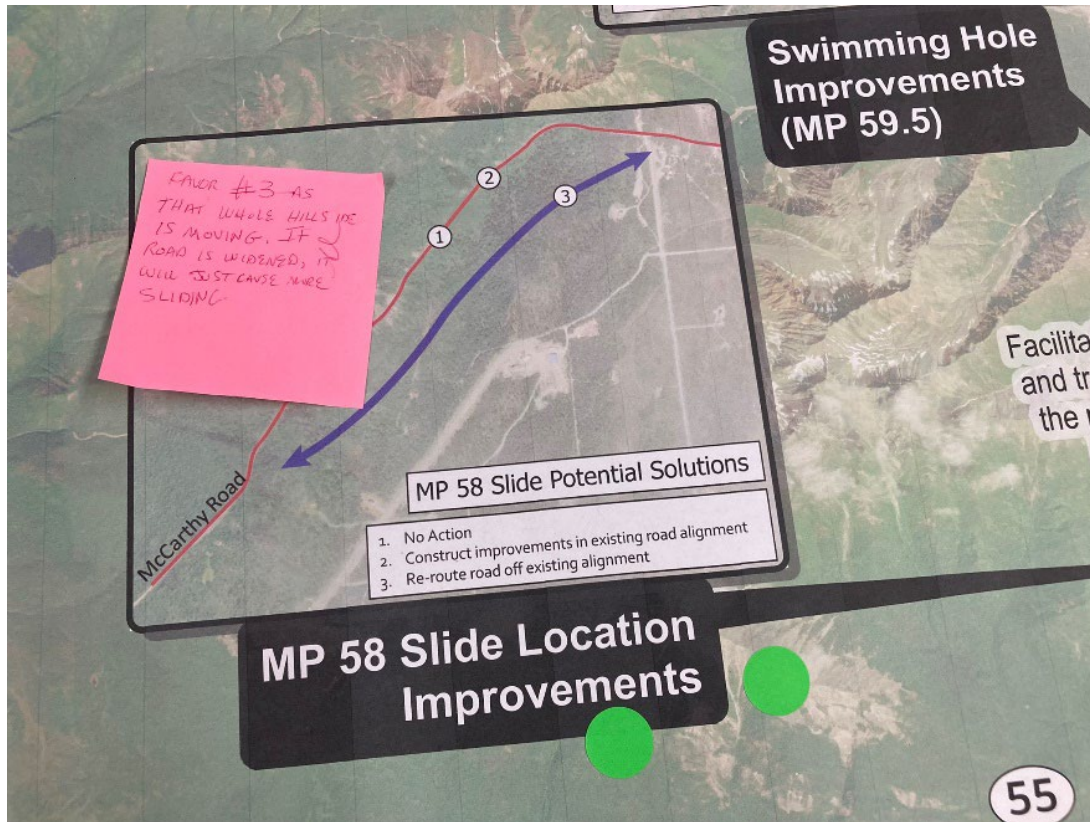 Swimming Hole
Improvements
(MP 59.5)
FAVOR #3 AS
THAT WHOLE HILLSIDE
IS MOVING. IF
ROAD IS WIDENED, IT
WILL JUST CAUSE MORE
SLIDING.
2
3
1
Facilita
and tr
the
McCarthy Road
MP 58 Slide Potential Solutions
1. No Action
2. Construct improvements in existing road alignment
3. Re-route road off existing alignment
MP 58 Slide Location
Improvements
55